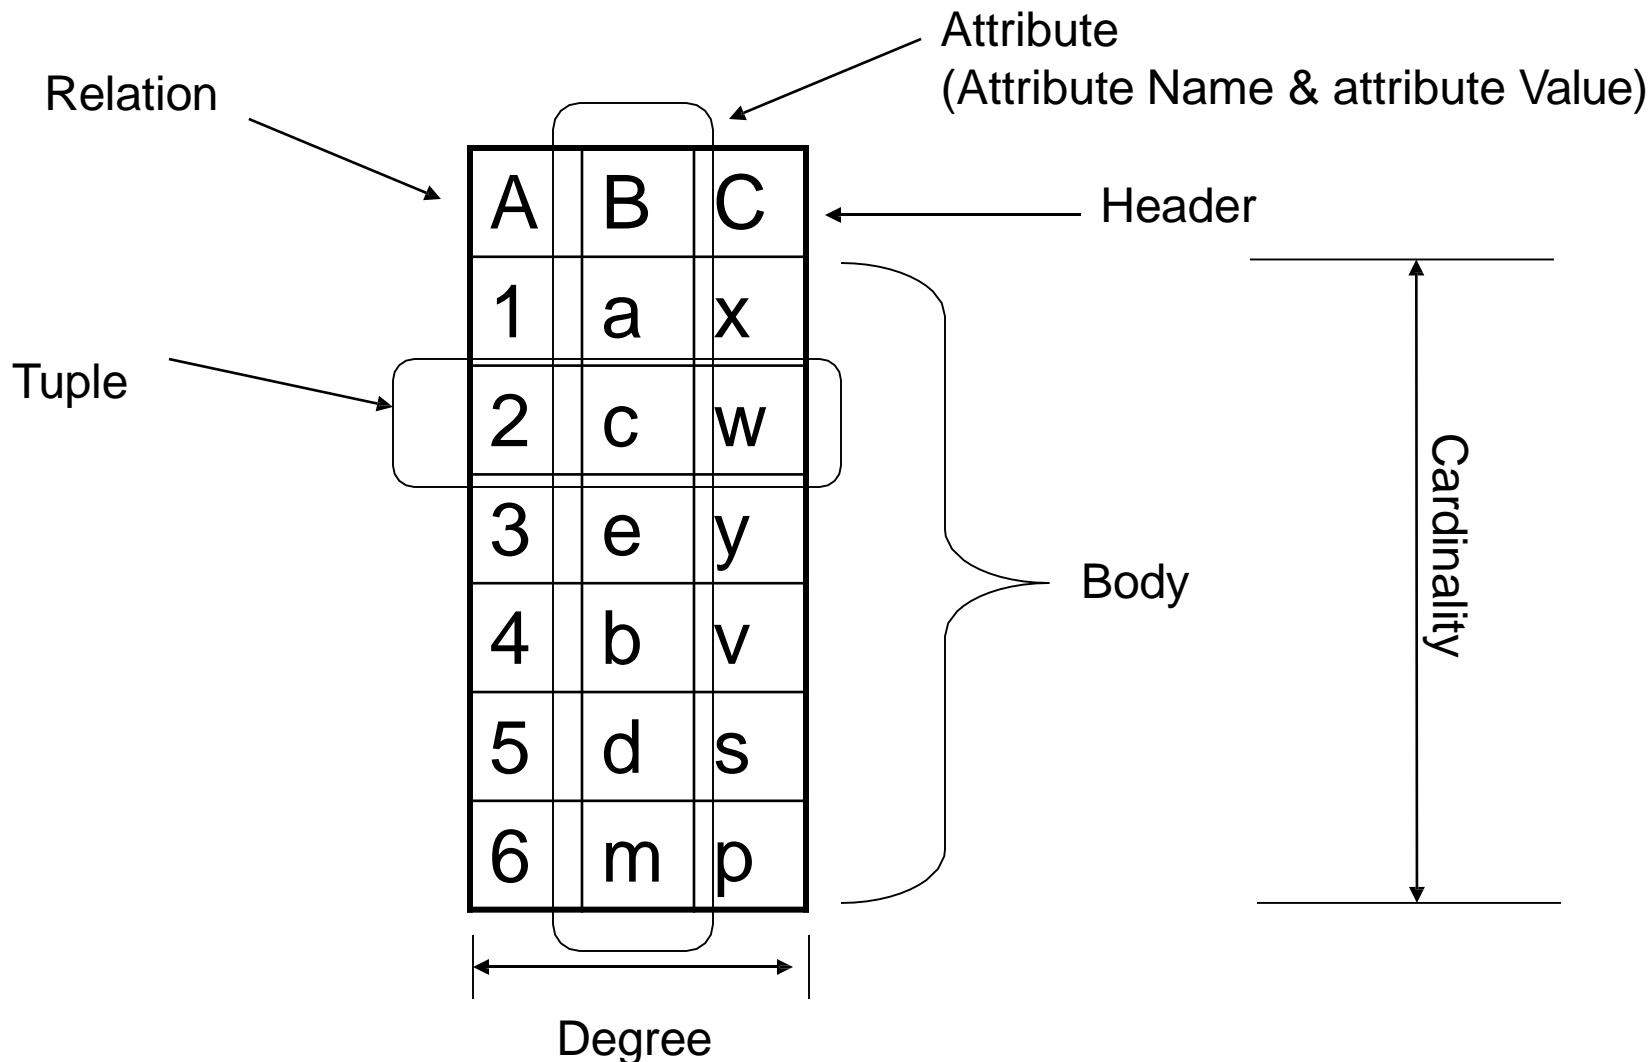 Attribute
(Attribute Name & attribute Value)
Relation
A B C
Header
1 a x
Tuple
2 c w
3 e y
Body
Cardinality
4 b v
5 d s
6 m p
Degree